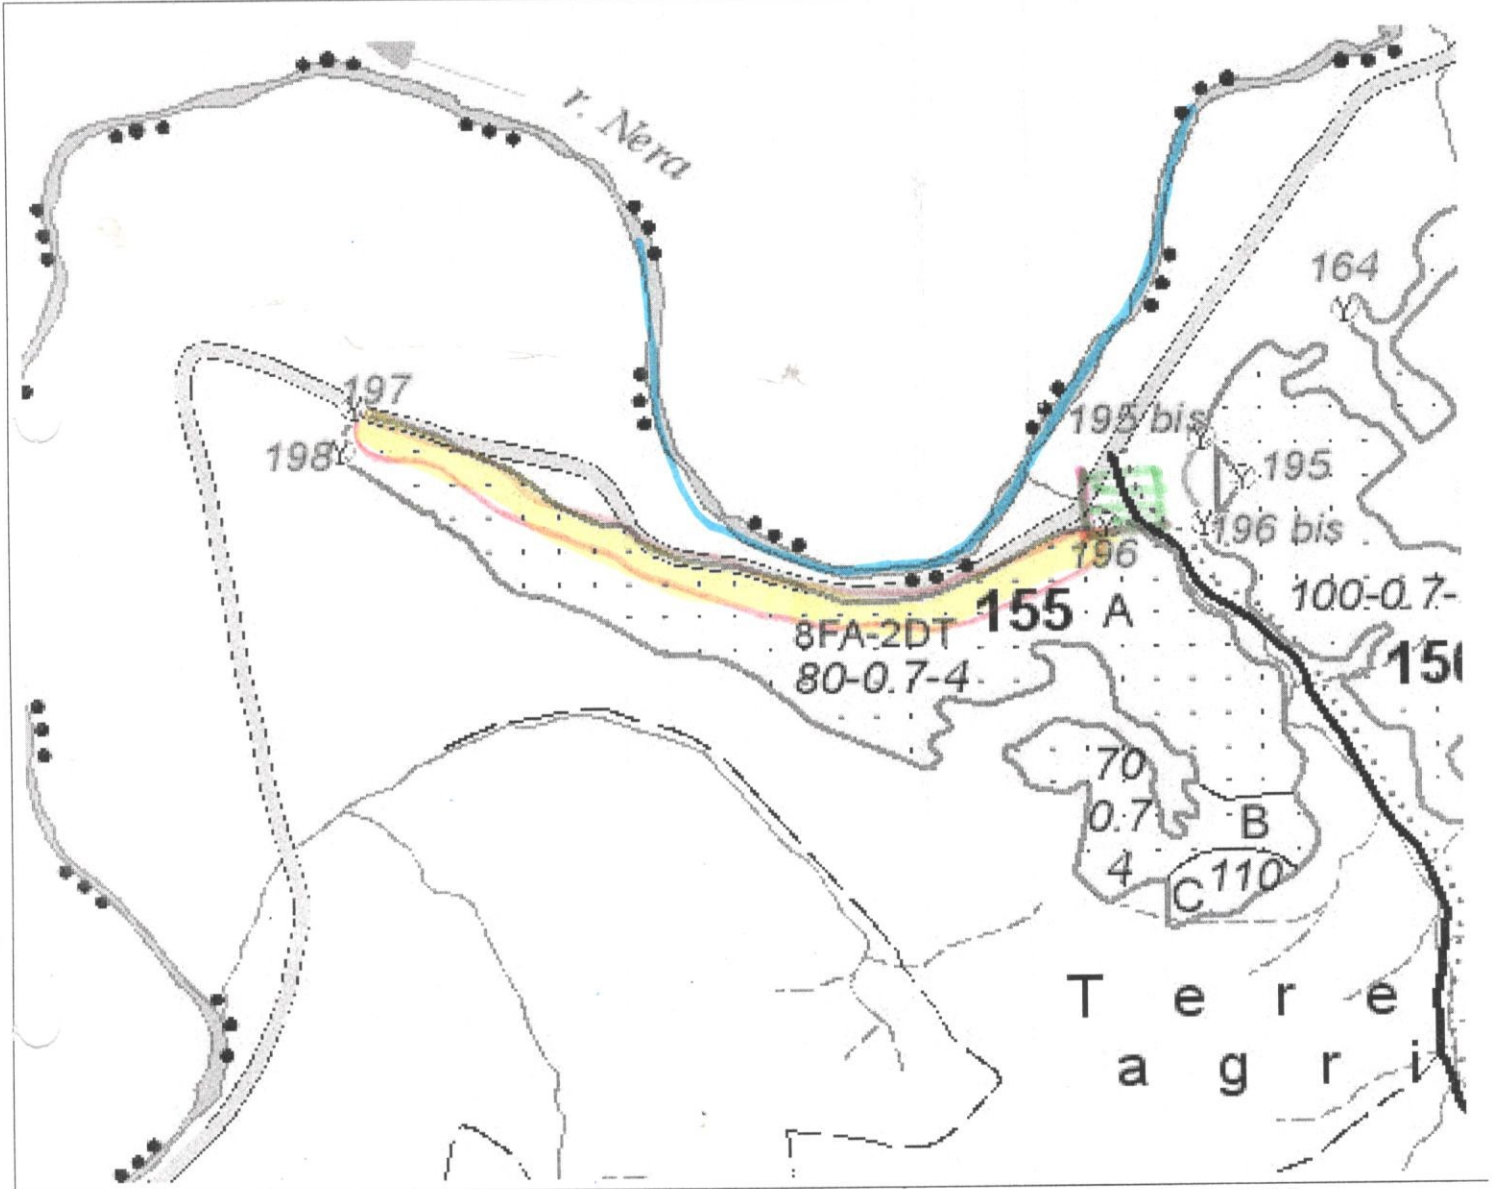 r. Nera
164
197
195 bis
198
195
196 bis
196
100-0.7-
155 A
8FA-2DT
80-0.7-4
70
0.7
4
B
C 110
T e r e
a g r i